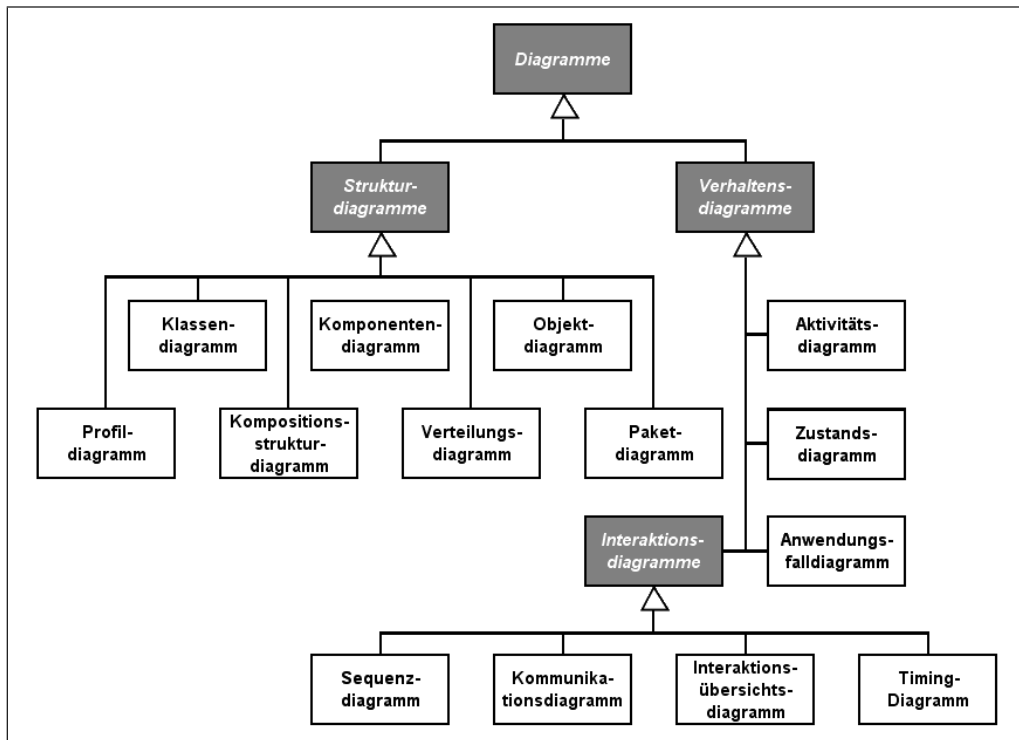 Diagramme
Struktur-
diagramme
Verhaltens-
diagramme
Klassen-
diagramm
Komponenten-
diagramm
Objekt-
diagramm
Aktivitäts-
diagramm
Profil-
diagramm
Kompositions-
struktur-
diagramm
Verteilungs-
diagramm
Paket-
diagramm
Zustands-
diagramm
Interaktions-
diagramme
Anwendungs-
falldiagramm
Sequenz-
diagramm
Kommunika-
tionsdiagramm
Interaktions-
übersichts-
diagramm
Timing-
Diagramm